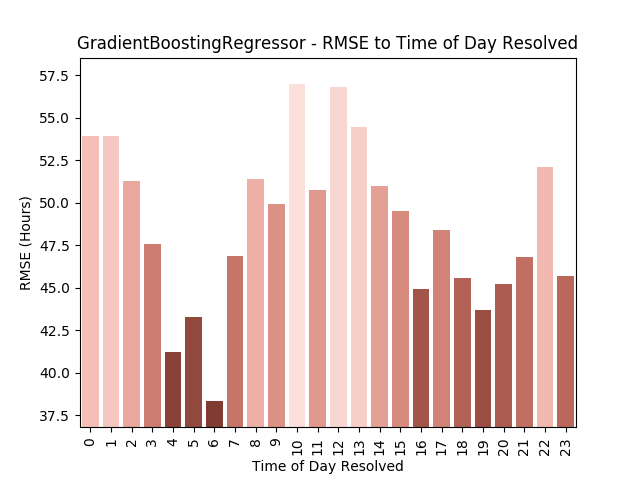 GradientBoostingRegressor - RMSE to Time of Day Resolved
57.5
55.0
52.5
50.0
47.5
45.0
42.5
40.0
37.5
RMSE (Hours)
0 1 2 3 4 5 6 7 8 9 10 11 12 13 14 15 16 17 18 19 20 21 22 23
Time of Day Resolved